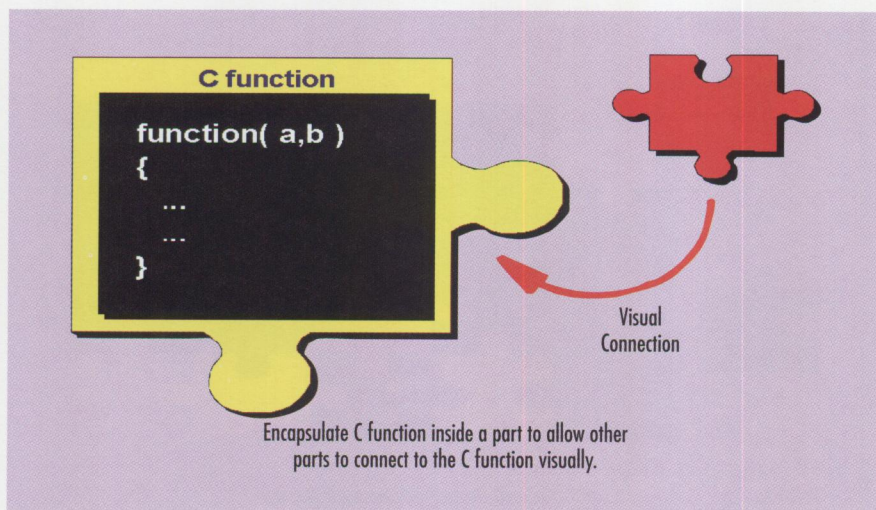 C function
function( a,b )
{
...
...
}
Visual
Connection
Encapsulate C function inside a part to allow other
parts to connect to the C function visually.